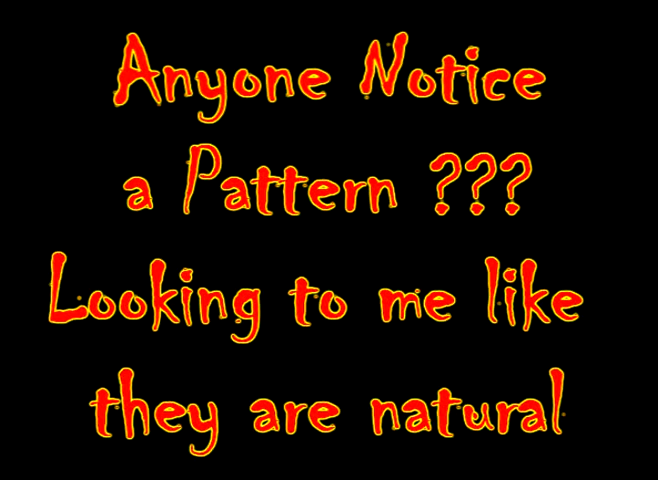 Anyone Notice
a Pattern ???
Looking to me like
they are natural